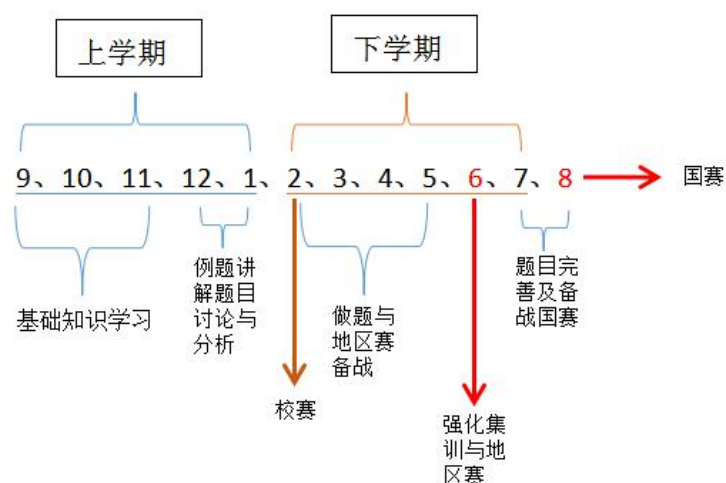 上学期
下学期
9、10、11、12、1、2、3、4、5、6、7、8
国赛
基础知识学习
例题讲
解题目
讨论与
分析
做题与
地区赛
备战
题目完
善及备
战国赛
校赛
强化集
训与地
区赛